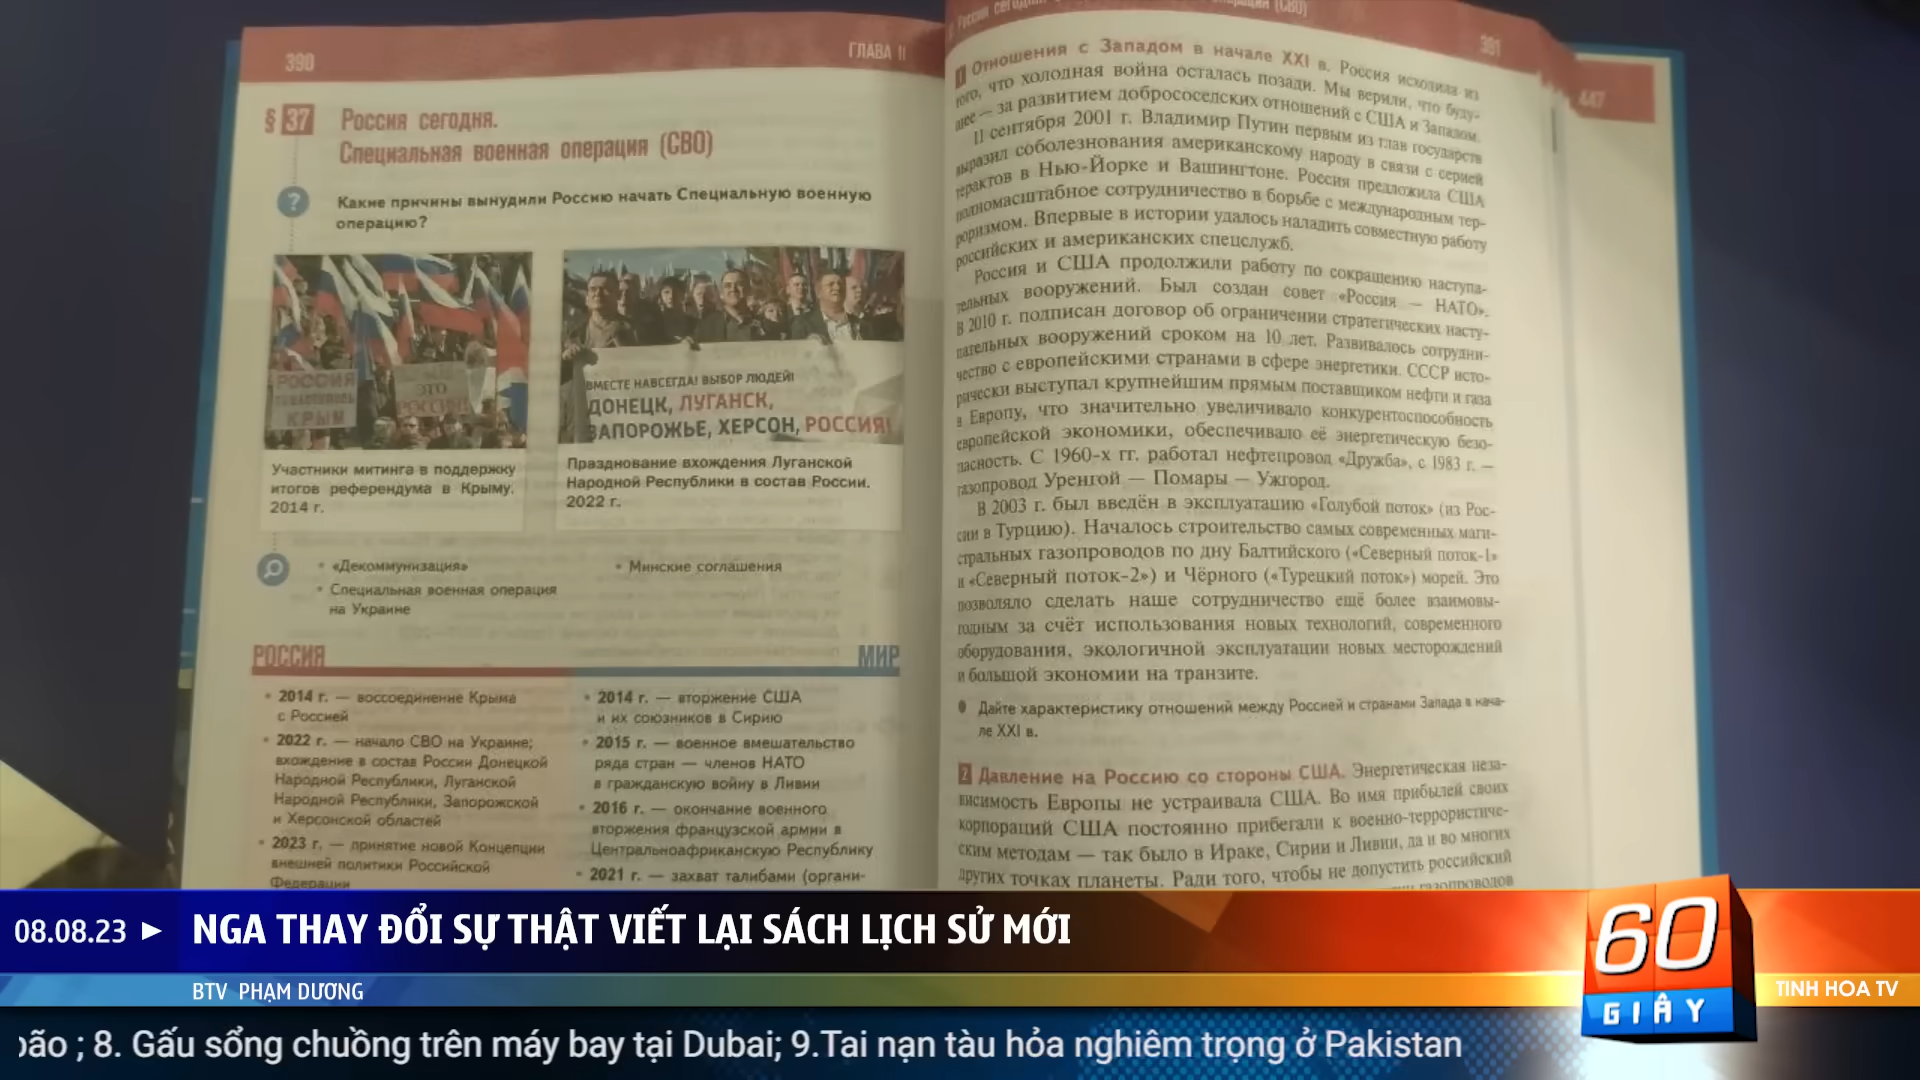 390
ГЛАВА II
§ 37 Россия сегодня.
Специальная военная операция (СВО)
?
Какие причины вынудили Россию начать Специальную военную
операцию?
РОССИЯ
КРЫМ
ЭТО
РОССИЯ
ВМЕСТЕ НАВСЕГДА! ВЫБОР ЛЮДЕЙ!
ДОНЕЦК, ЛУГАНСК,
ЗАПОРОЖЬЕ, ХЕРСОН, РОССИЯ!
Участники митинга в поддержку
итогов референдума в Крыму.
2014 г.
Празднование вхождения Луганской
Народной Республики в состав России.
2022 г.
• «Декоммунизация»
• Специальная военная операция
на Украине
• Минские соглашения
РОССИЯ
• 2014 г. — воссоединение Крыма
с Россией
• 2022 г. — начало СВО на Украине;
вхождение в состав России Донецкой
Народной Республики, Луганской
Народной Республики, Запорожской
и Херсонской областей
• 2023 г. — принятие новой Концепции
внешней политики Российской
Федерации
МИР
• 2014 г. — вторжение США
и их союзников в Сирию
• 2015 г. — военное вмешательство
ряда стран — членов НАТО
в гражданскую войну в Ливии
• 2016 г. — окончание военного
вторжения французской армии в
Центральноафриканскую Республику
• 2021 г. — захват талибами (органи-
Россия сегодня. операция (СВО)
391
447
1 Отношения с Западом в начале XXI в. Россия исходила из
того, что холодная война осталась позади. Мы верили, что буду-
щее — за развитием добрососедских отношений с США и Западом.
11 сентября 2001 г. Владимир Путин первым из глав государств
выразил соболезнования американскому народу в связи с серией
терактов в Нью-Йорке и Вашингтоне. Россия предложила США
полномасштабное сотрудничество в борьбе с международным тер-
роризмом. Впервые в истории удалось наладить совместную работу
российских и американских спецслужб.
Россия и США продолжили работу по сокращению наступа-
тельных вооружений. Был создан совет «Россия — НАТО».
В 2010 г. подписан договор об ограничении стратегических насту-
пательных вооружений сроком на 10 лет. Развивалось сотрудни-
чество с европейскими странами в сфере энергетики. СССР исто-
рически выступал крупнейшим прямым поставщиком нефти и газа
в Европу, что значительно увеличивало конкурентоспособность
европейской экономики, обеспечивало её энергетическую безо-
пасность. С 1960-х гг. работал нефтепровод «Дружба», с 1983 г. —
газопровод Уренгой — Помары — Ужгород.
В 2003 г. был введён в эксплуатацию «Голубой поток» (из Рос-
сии в Турцию). Началось строительство самых современных маги-
стральных газопроводов по дну Балтийского («Северный поток-1»
и «Северный поток-2») и Чёрного («Турецкий поток») морей. Это
позволяло сделать наше сотрудничество ещё более взаимовы-
годным за счёт использования новых технологий, современного
оборудования, экологичной эксплуатации новых месторождений
и большой экономии на транзите.
Дайте характеристику отношений между Россией и странами Запада в нача-
ле XXI в.
2 Давление на Россию со стороны США. Энергетическая неза-
висимость Европы не устраивала США. Во имя прибылей своих
корпораций США постоянно прибегали к военно-террористиче-
ским методам — так было в Ираке, Сирии и Ливии, да и во многих
других точках планеты. Ради того, чтобы не допустить российский
газопроводов
08.08.23 ► NGA THAY ĐỔI SỰ THẬT VIẾT LẠI SÁCH LỊCH SỬ MỚI
BTV PHẠM DƯƠNG
60
GIÂY
TINH HOA TV
bão ; 8. Gấu sổng chuồng trên máy bay tại Dubai; 9.Tai nạn tàu hỏa nghiêm trọng ở Pakistan